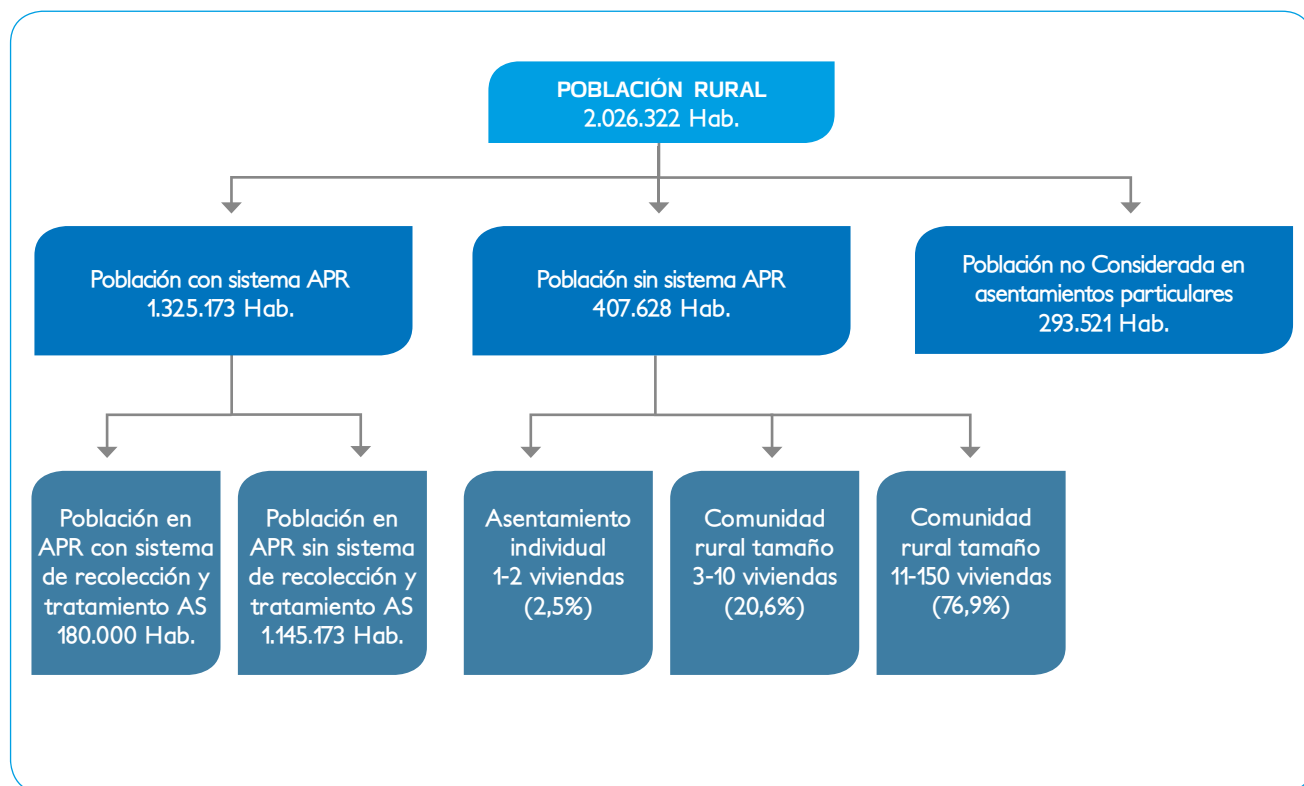 POBLACIÓN RURAL
2.026.322 Hab.
Población con sistema APR
1.325.173 Hab.
Población sin sistema APR
407.628 Hab.
Población no Considerada en
asentamientos particulares
293.521 Hab.
Población en
APR con sistema
de recolección y
tratamiento AS
180.000 Hab.
Población en
APR sin sistema
de recolección y
tratamiento AS
1.145.173 Hab.
Asentamiento
individual
1-2 viviendas
(2,5%)
Comunidad
rural tamaño
3-10 viviendas
(20,6%)
Comunidad
rural tamaño
11-150 viviendas
(76,9%)